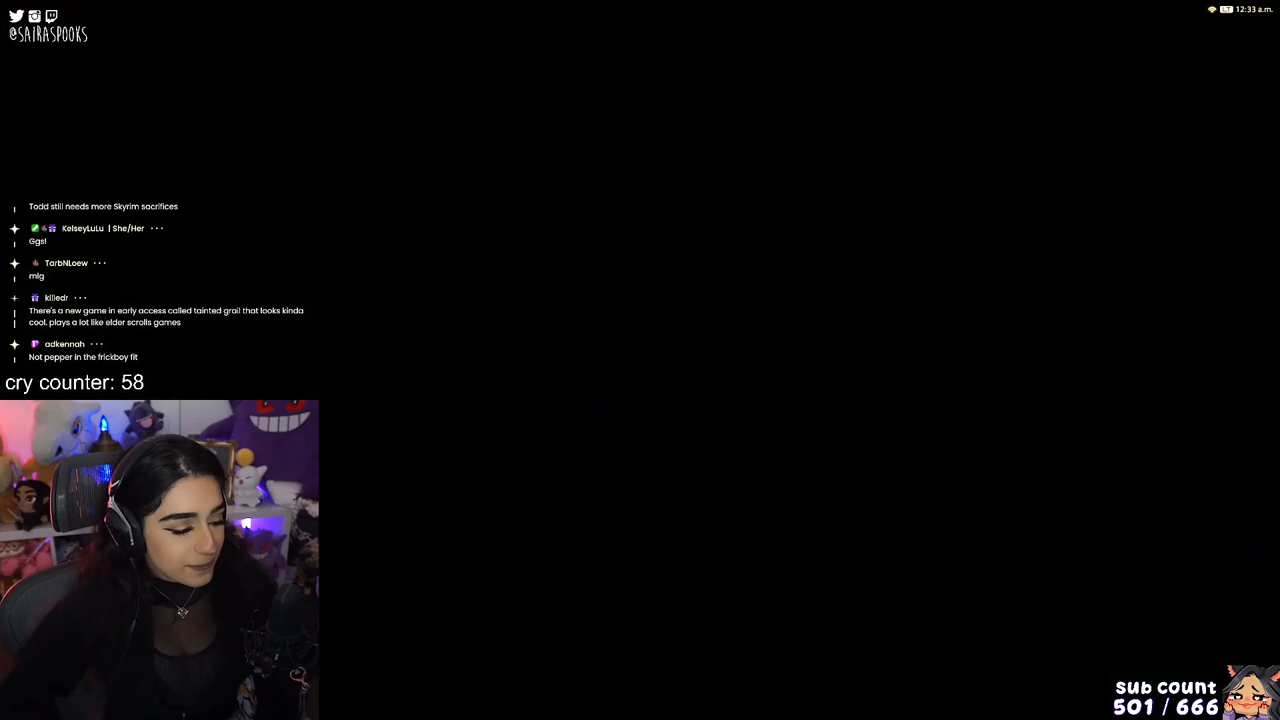 @SAIRASPOOKS
LT 12:33 a.m.
Todd still needs more Skyrim sacrifices
KelseyLuLu | She/Her ···
Ggs!
TarbNLoew ···
mlg
killedr ···
There's a new game in early access called tainted grail that looks kinda
cool. plays a lot like elder scrolls games
adkennah ···
Not pepper in the frickboy fit
cry counter: 58
sub count
501 / 666